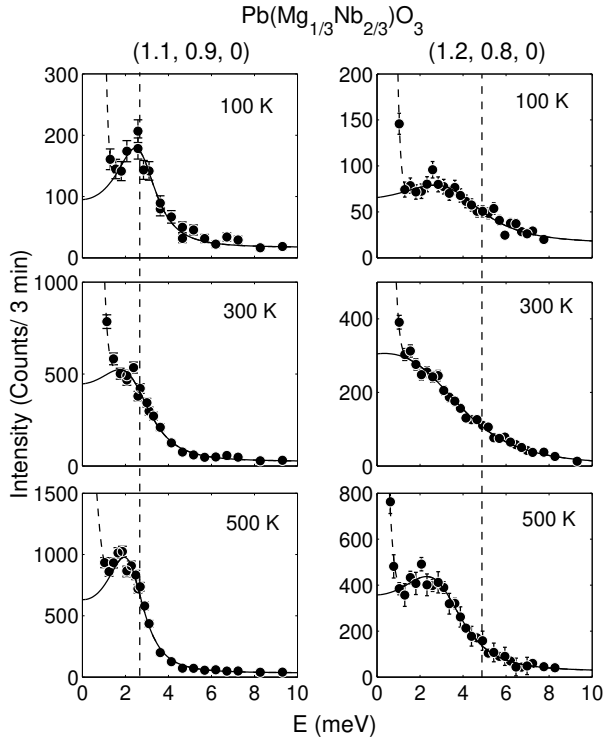 Pb(Mg1/3Nb2/3)O3
(1.1, 0.9, 0)
(1.2, 0.8, 0)
Intensity (Counts/ 3 min)
300
200
100
0
100 K
200
150
100
50
0
100 K
1000
500
0
300 K
400
200
0
300 K
1500
1000
500
0
500 K
0 2 4 6 8 10
800
600
400
200
0
500 K
0 2 4 6 8 10
E (meV)
E (meV)